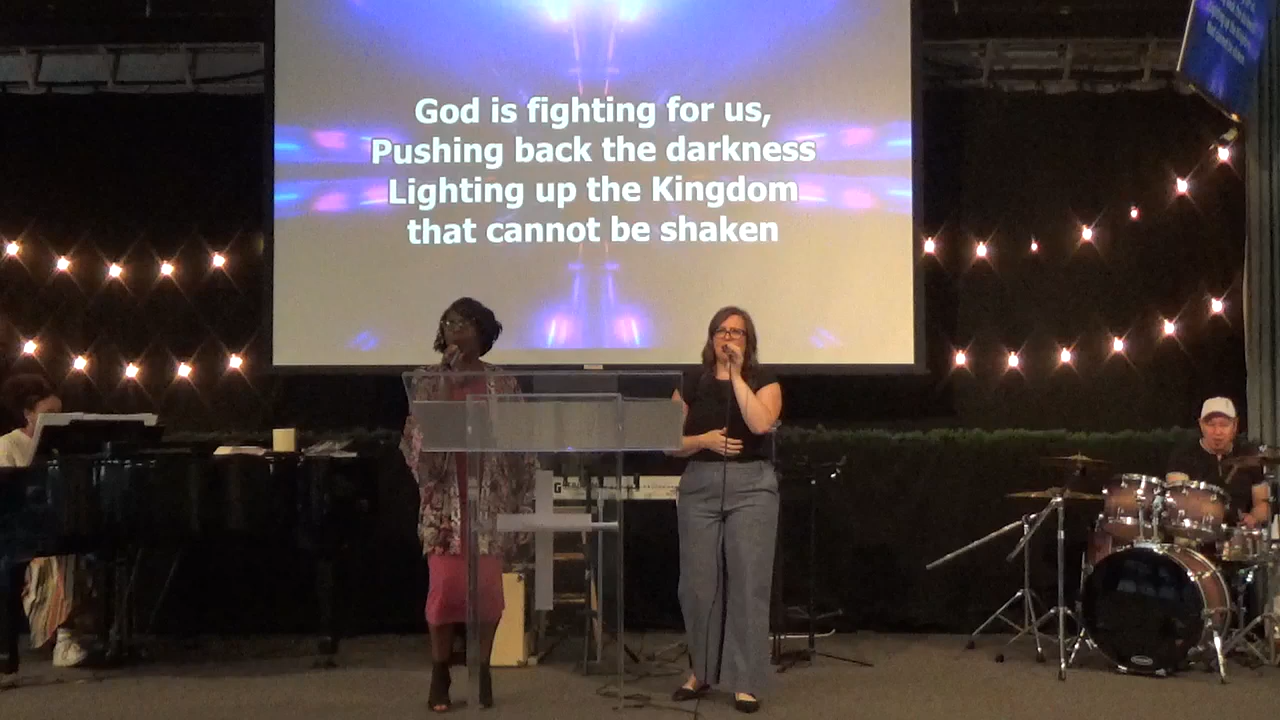 God is fighting for us,
Pushing back the darkness
Lighting up the Kingdom
that cannot be shaken